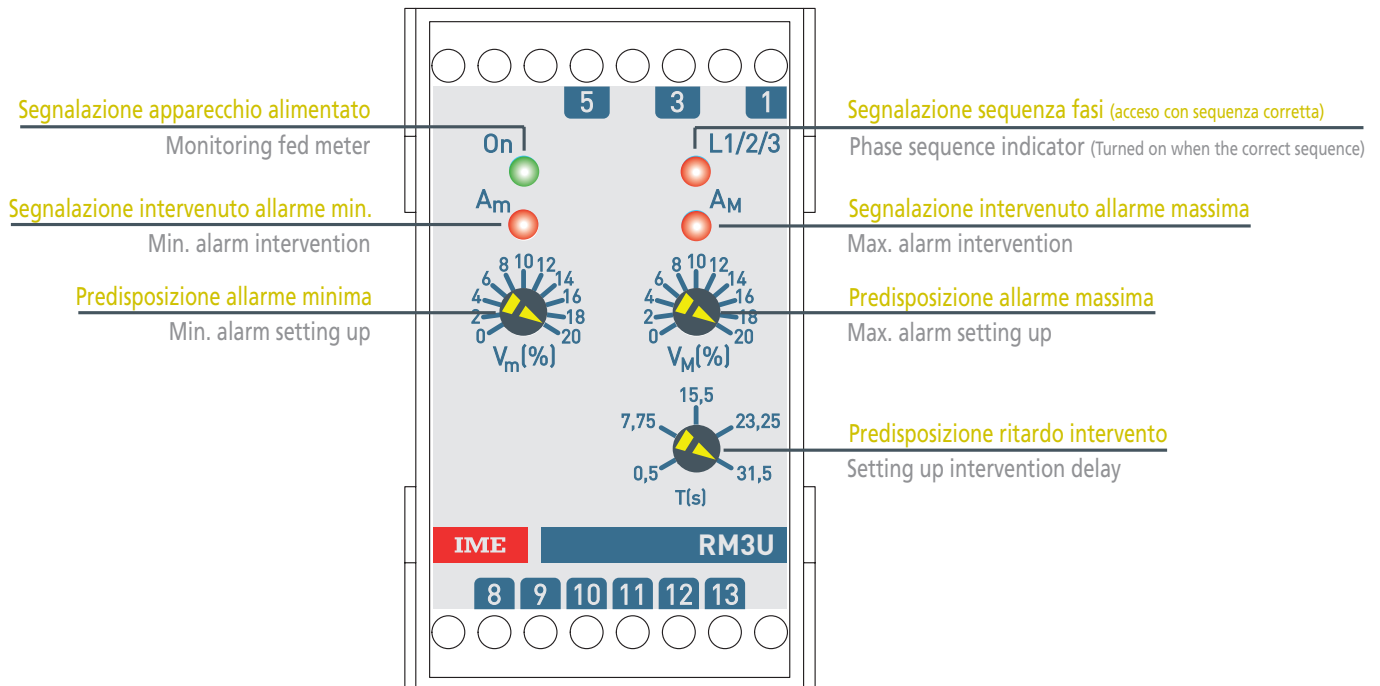 5 3 1
Segnalazione apparecchio alimentato
Monitoring fed meter
Segnalazione sequenza fasi (acceso con sequenza corretta)
Phase sequence indicator (Turned on when the correct sequence)
On
L1/2/3
Segnalazione intervenuto allarme min.
Min. alarm intervention
Am
AM
Segnalazione intervenuto allarme massima
Max. alarm intervention
Predisposizione allarme minima
Min. alarm setting up
0 2 4 6 8 10 12 14 16 18 20
Vm(%)
0 2 4 6 8 10 12 14 16 18 20
VM(%)
Predisposizione allarme massima
Max. alarm setting up
0,5 7,75 15,5 23,25 31,5
T(s)
Predisposizione ritardo intervento
Setting up intervention delay
IME
RM3U
8 9 10 11 12 13